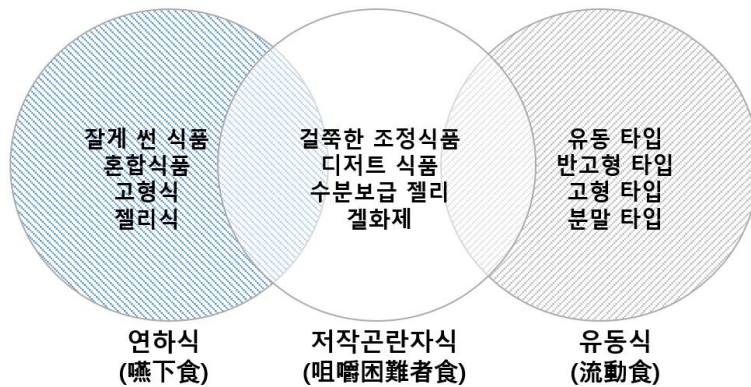 잘게 썬 식품
혼합식품
고형식
젤리식
걸쭉한 조정식품
디저트 식품
수분보급 젤리
겔화제
유동 타입
반고형 타입
고형 타입
분말 타입
연하식
(嚥下食)
저작곤란자식
(咀嚼困難者食)
유동식
(流動食)